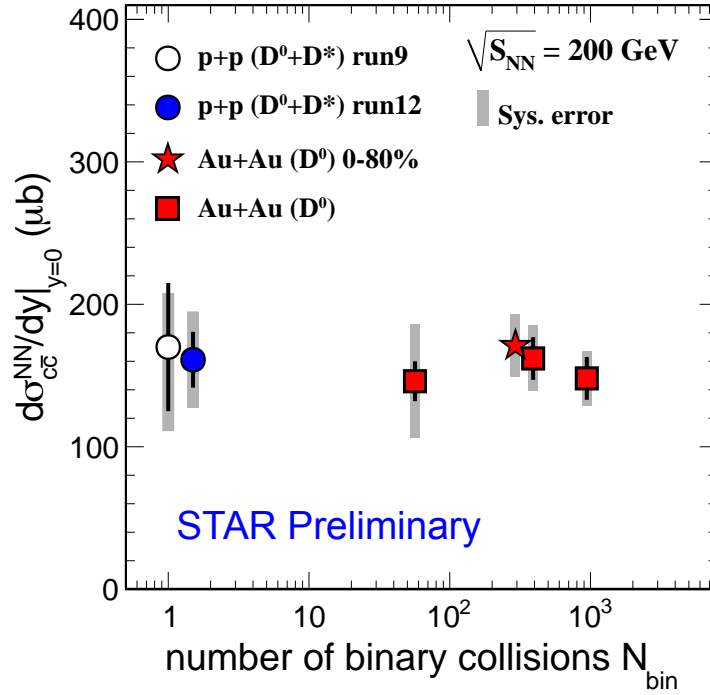 400
300
200
100
0
dσ^NN_cc̄/dy|_y=0 (μb)
p+p (D⁰+D*) run9
p+p (D⁰+D*) run12
Au+Au (D⁰) 0-80%
Au+Au (D⁰)
√S_NN = 200 GeV
Sys. error
STAR Preliminary
1 10 10² 10³
number of binary collisions N_bin